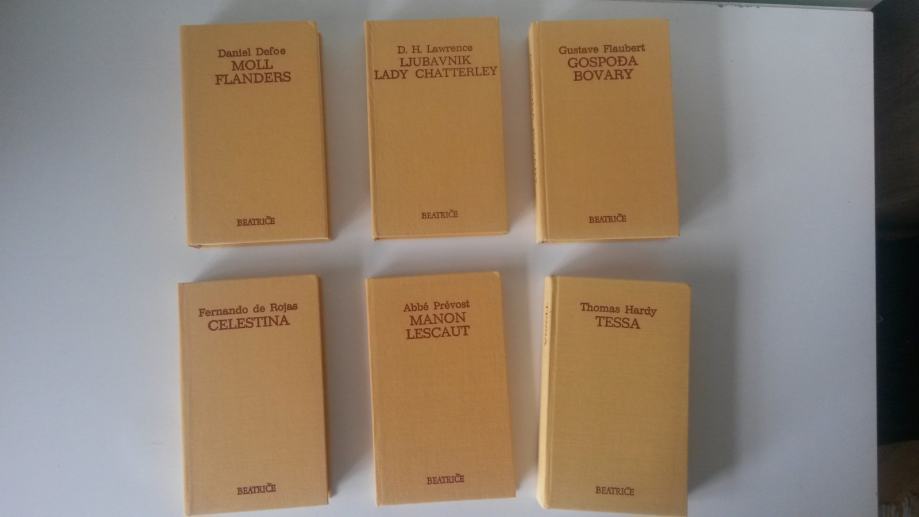 Daniel Defoe
MOLL
FLANDERS
BEATRIČE
D. H. Lawrence
LJUBAVNIK
LADY CHATTERLEY
BEATRIČE
Gustave Flaubert
GOSPOĐA
BOVARY
BEATRIČE
Fernando de Rojas
CELESTINA
BEATRIČE
Abbé Prévost
MANON
LESCAUT
BEATRIČE
Thomas Hardy
TESSA
BEATRIČE